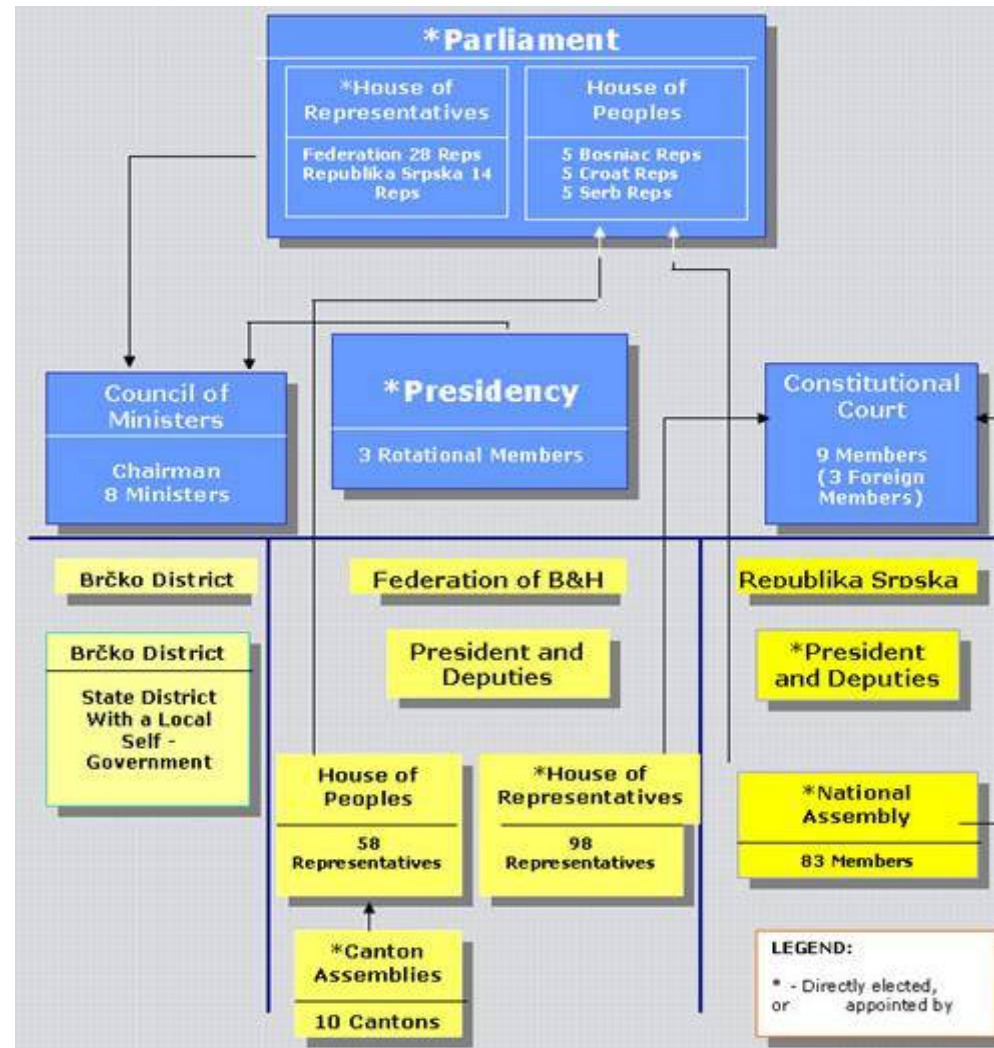 *Parliament
*House of
Representatives
Federation 28 Reps
Republika Srpska 14
Reps
House of
Peoples
5 Bosniac Reps
5 Croat Reps
5 Serb Reps
Council of
Ministers
Chairman
8 Ministers
*Presidency
3 Rotational Members
Constitutional
Court
9 Members
(3 Foreign
Members)
Brčko District
Federation of B&H
Republika Srpska
Brčko District
State District
With a Local
Self -
Government
President and
Deputies
*President
and Deputies
House of
Peoples
58
Representatives
*House of
Representatives
98
Representatives
*National
Assembly
83 Members
*Canton
Assemblies
10 Cantons
LEGEND:
* - Directly elected,
or appointed by